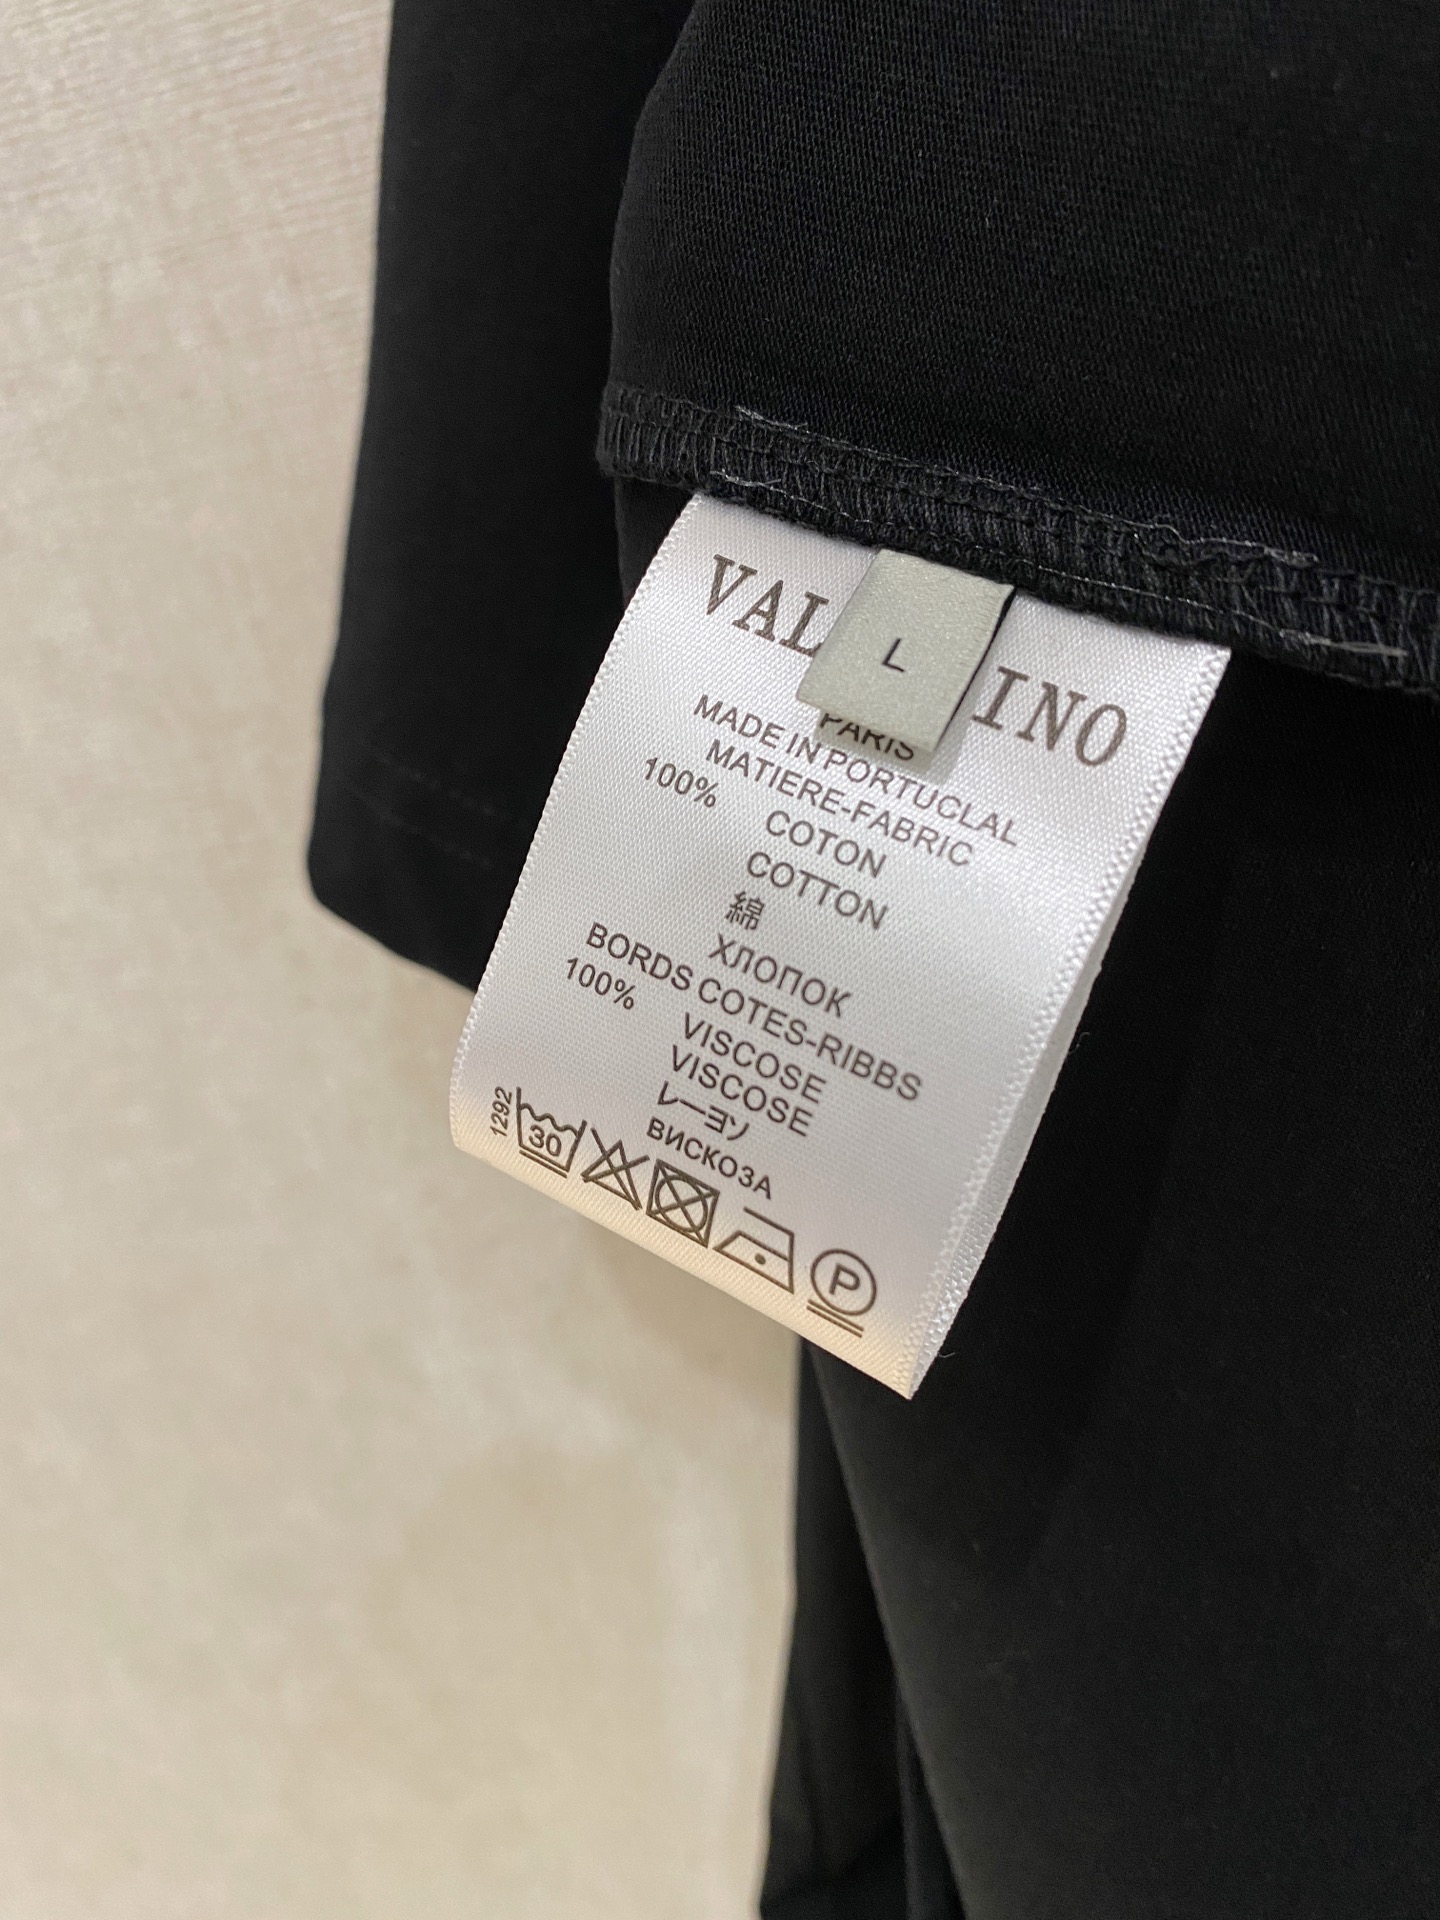 VAL INO
L
PARIS
MADE IN PORTUCLAL
MATIERE-FABRIC
100%
COTON
COTTON
綿
ХЛОПОК
BORDS COTES-RIBBS
100%
VISCOSE
VISCOSE
レーヨン
ВИСКОЗА
1292
30
P